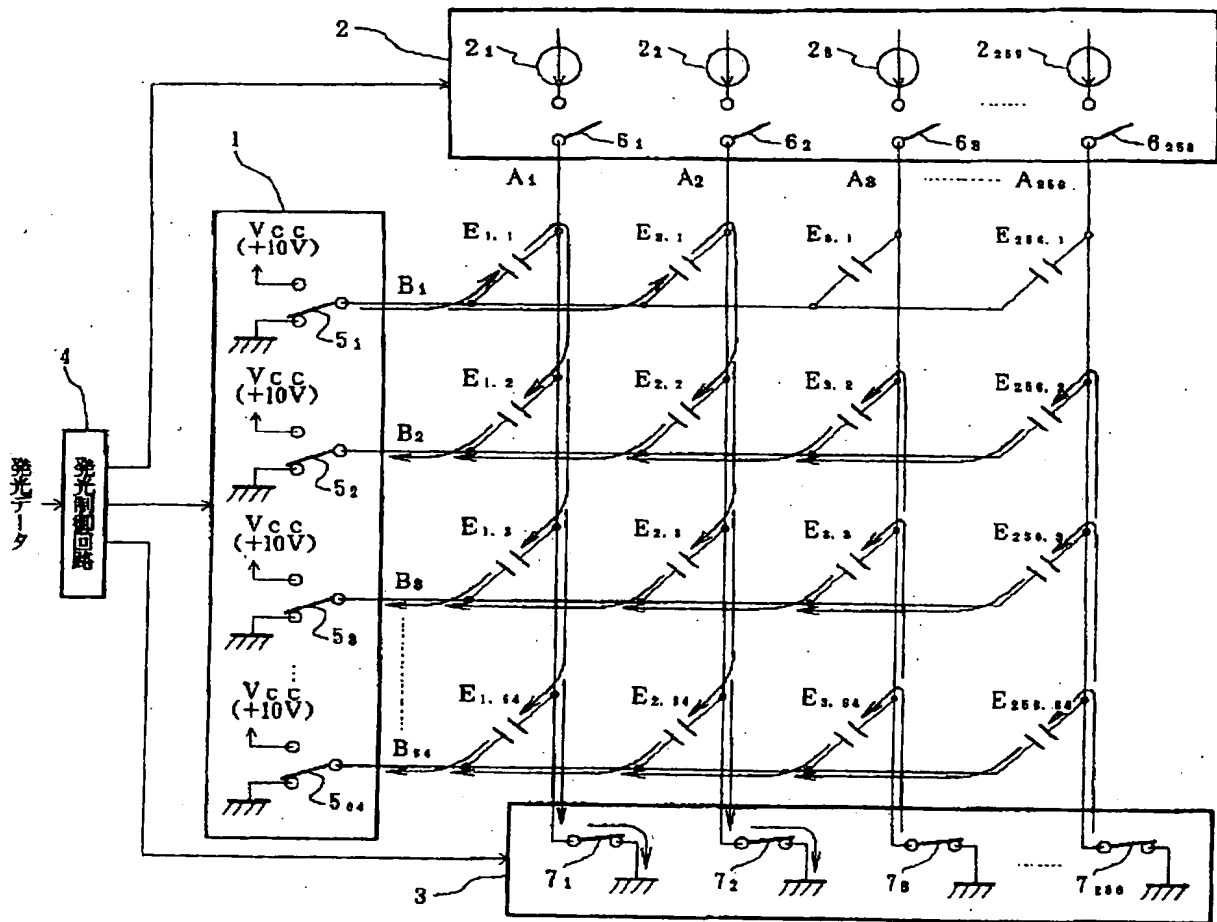 2
2₁
2₂
2₃
2₂₅₆
6₁
6₂
6₃
6₂₅₆
1
A₁
A₂
A₃
A₂₅₆
Vcc
(+10V)
5₁
B₁
E₁.₁
E₂.₁
E₃.₁
E₂₅₆.₁
4
Vcc
(+10V)
5₂
B₂
E₁.₂
E₂.₂
E₃.₂
E₂₅₆.₂
発光データ
発光制御回路
Vcc
(+10V)
5₃
B₃
E₁.₃
E₂.₃
E₃.₃
E₂₅₆.₃
Vcc
(+10V)
5₆₄
B₆₄
E₁.₆₄
E₂.₆₄
E₃.₆₄
E₂₅₆.₆₄
3
7₁
7₂
7₃
7₂₅₆